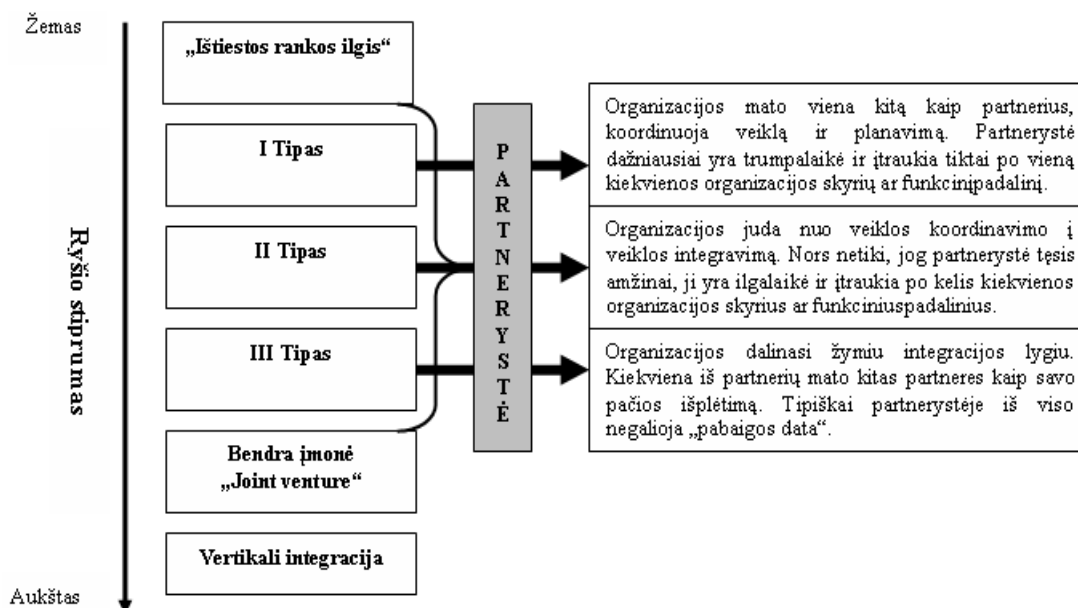 Žemas
„Ištiestos rankos ilgis“
I Tipas
II Tipas
III Tipas
Bendra įmonė
„Joint venture“
Vertikali integracija
Aukštas
Ryšio stiprumas
PARTNERYSTĖ
Organizacijos mato viena kitą kaip partnerius,
koordinuoja veiklą ir planavimą. Partnerystė
dažniausiai yra trumpalaikė ir įtraukia tiktai po vieną
kiekvienos organizacijos skyrių ar funkcinįpadalinį.
Organizacijos juda nuo veiklos koordinavimo į
veiklos integravimą. Nors netiki, jog partnerystė tęsis
amžinai, ji yra ilgalaikė ir įtraukia po kelis kiekvienos
organizacijos skyrius ar funkciniuspadalinius.
Organizacijos dalinasi žymiu integracijos lygiu.
Kiekviena iš partnerių mato kitas partneres kaip savo
pačios išplėtimą. Tipiškai partnerystėje iš viso
negalioja „pabaigos data“.